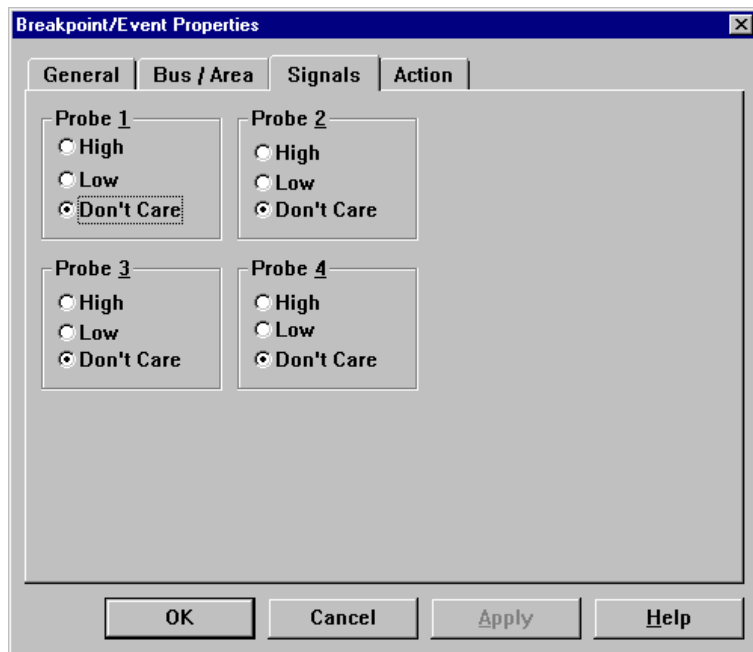 Breakpoint/Event Properties
General
Bus / Area
Signals
Action
Probe 1
High
Low
Don't Care
Probe 2
High
Low
Don't Care
Probe 3
High
Low
Don't Care
Probe 4
High
Low
Don't Care
OK
Cancel
Apply
Help